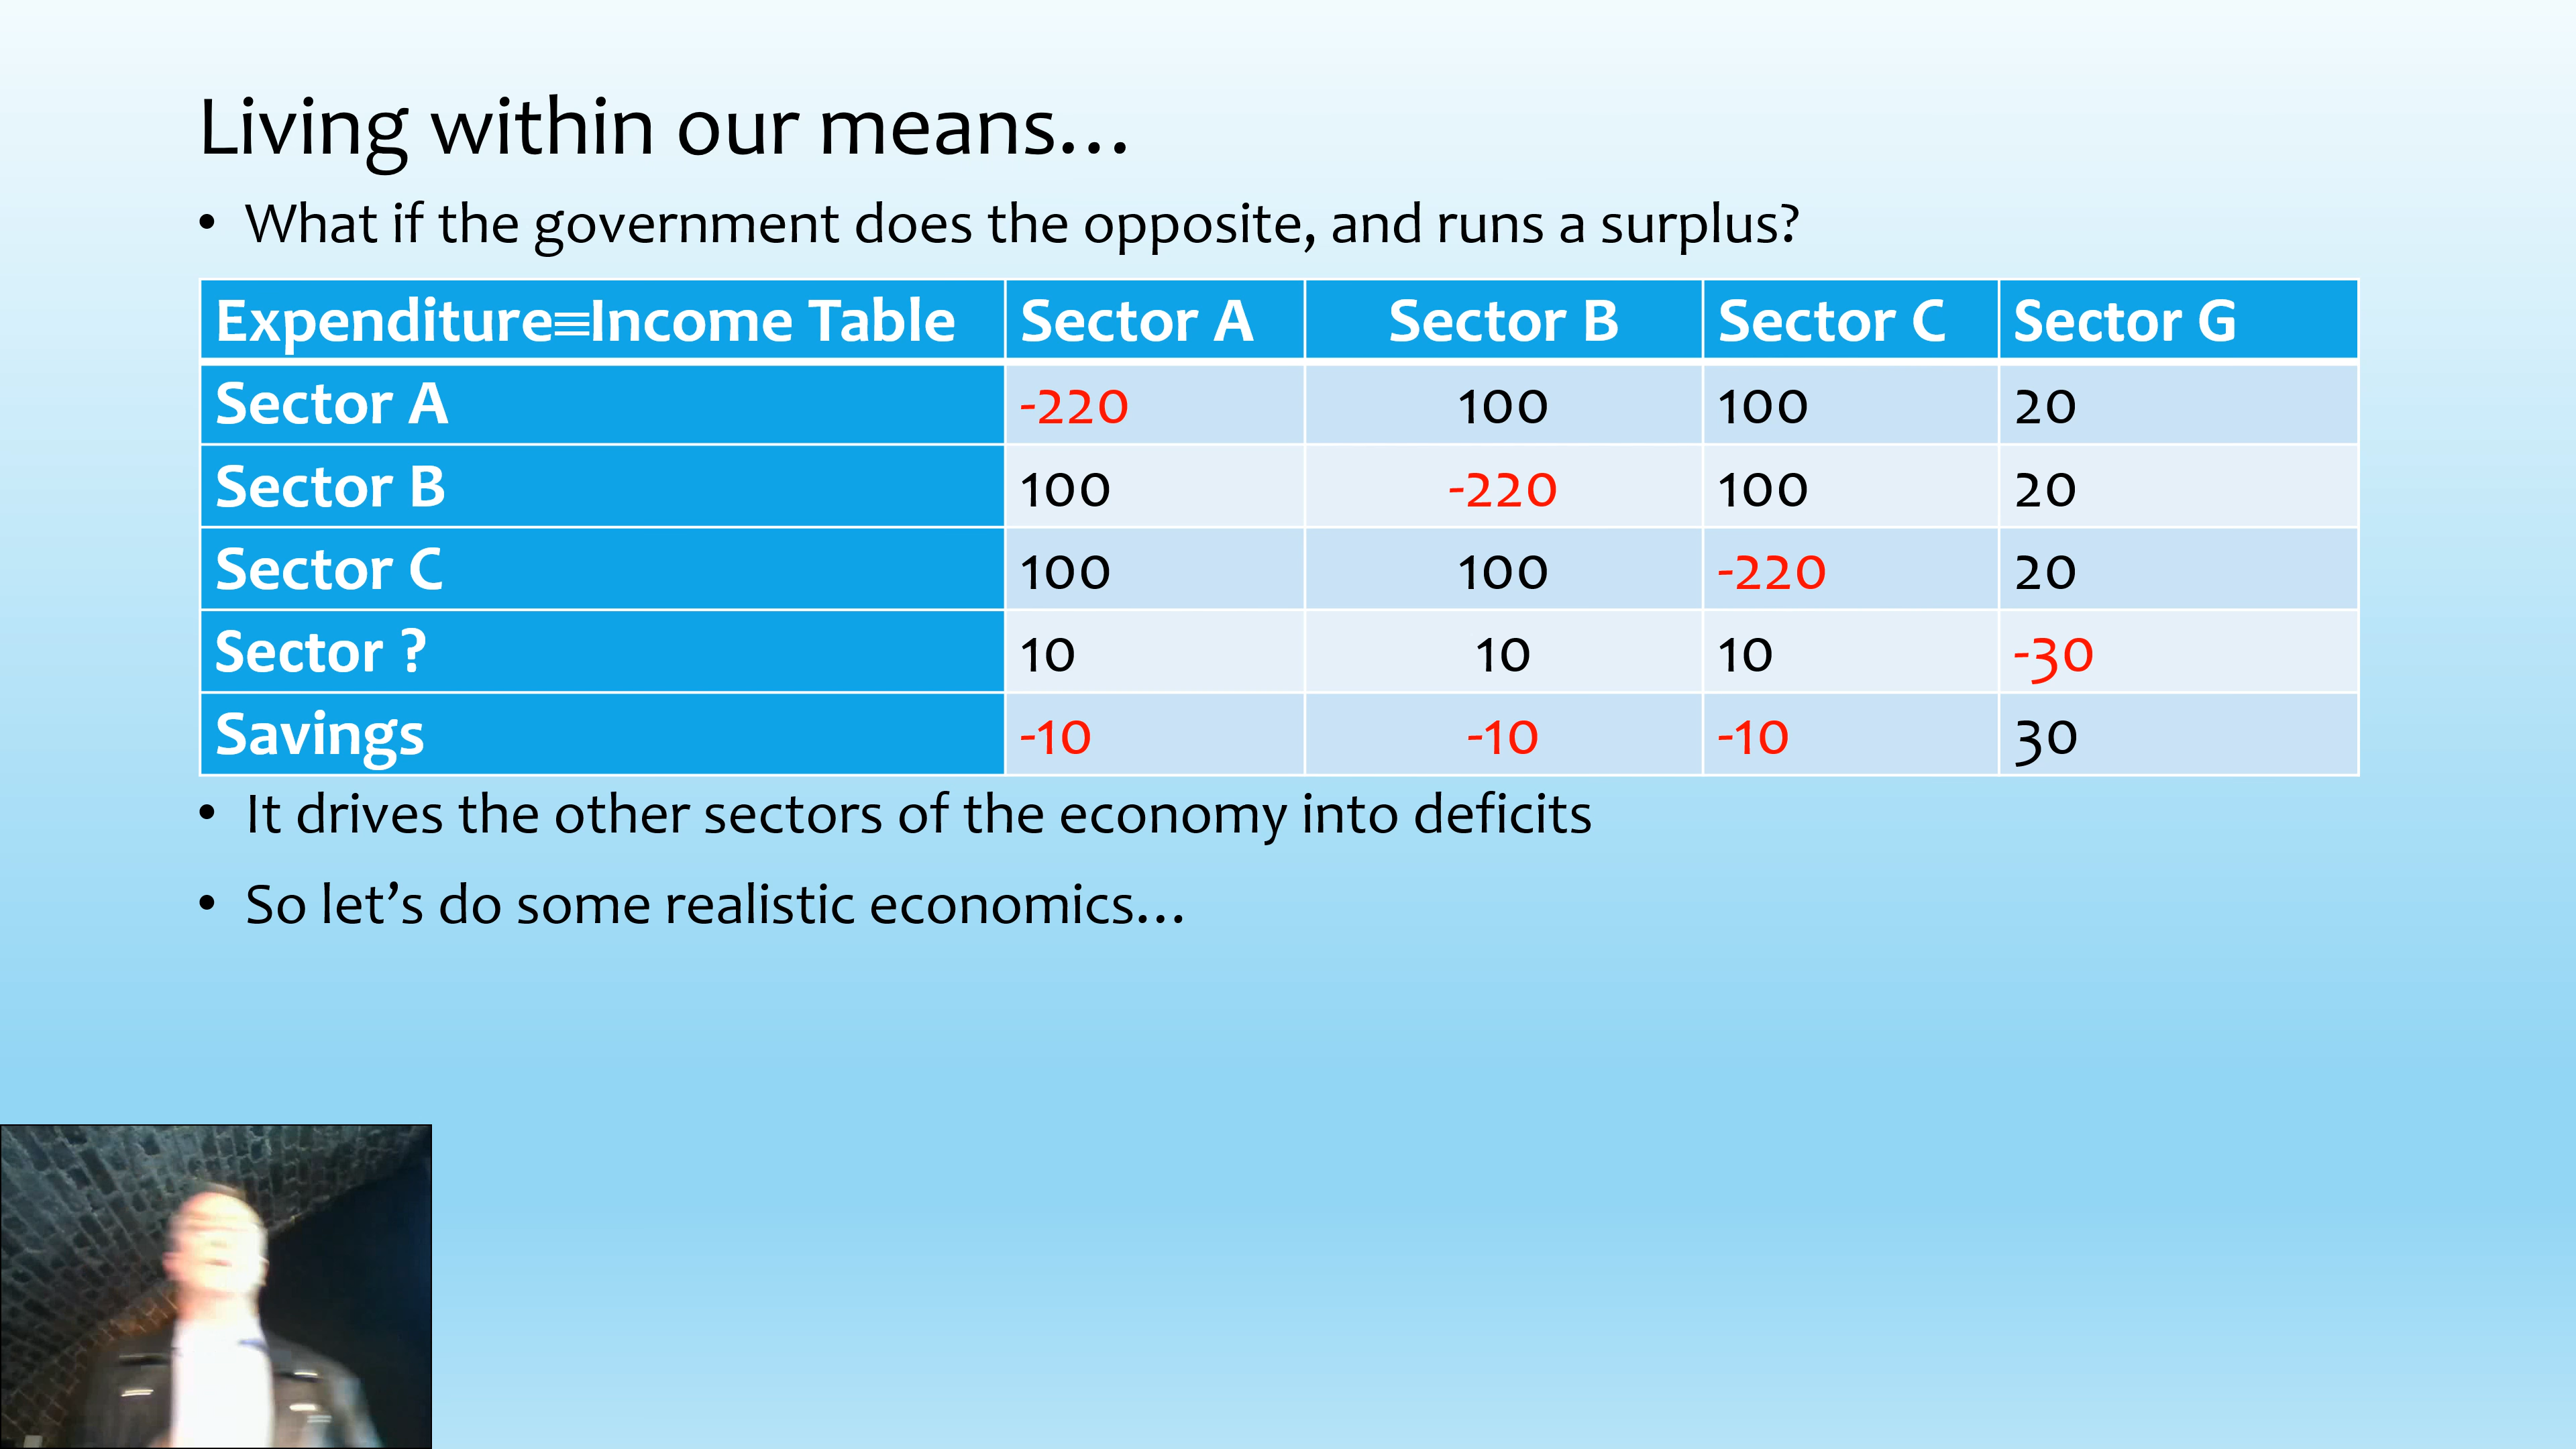 Living within our means…
• What if the government does the opposite, and runs a surplus?
Expenditure≡Income Table Sector A Sector B Sector C Sector G
Sector A -220 100 100 20
Sector B 100 -220 100 20
Sector C 100 100 -220 20
Sector ? 10 10 10 -30
Savings -10 -10 -10 30
• It drives the other sectors of the economy into deficits
• So let’s do some realistic economics…